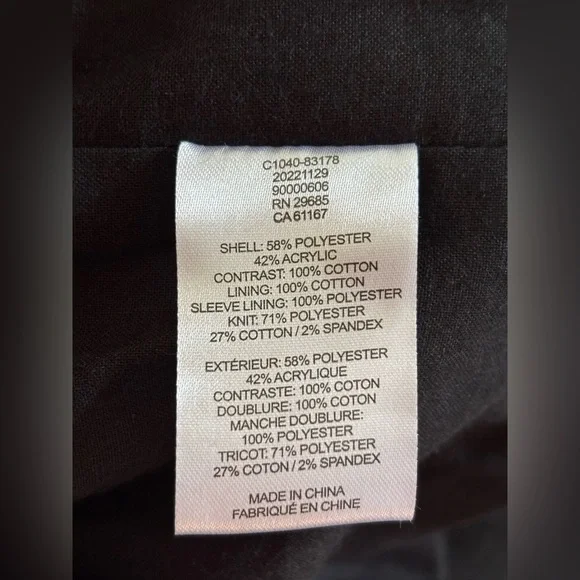 C1040-83178
20221129
90000606
RN 29685
CA 61167
SHELL: 58% POLYESTER
42% ACRYLIC
CONTRAST: 100% COTTON
LINING: 100% COTTON
SLEEVE LINING: 100% POLYESTER
KNIT: 71% POLYESTER
27% COTTON / 2% SPANDEX
EXTÉRIEUR: 58% POLYESTER
42% ACRYLIQUE
CONTRASTE: 100% COTON
DOUBLURE: 100% COTON
MANCHE DOUBLURE:
100% POLYESTER
TRICOT: 71% POLYESTER
27% COTON / 2% SPANDEX
MADE IN CHINA
FABRIQUÉ EN CHINE